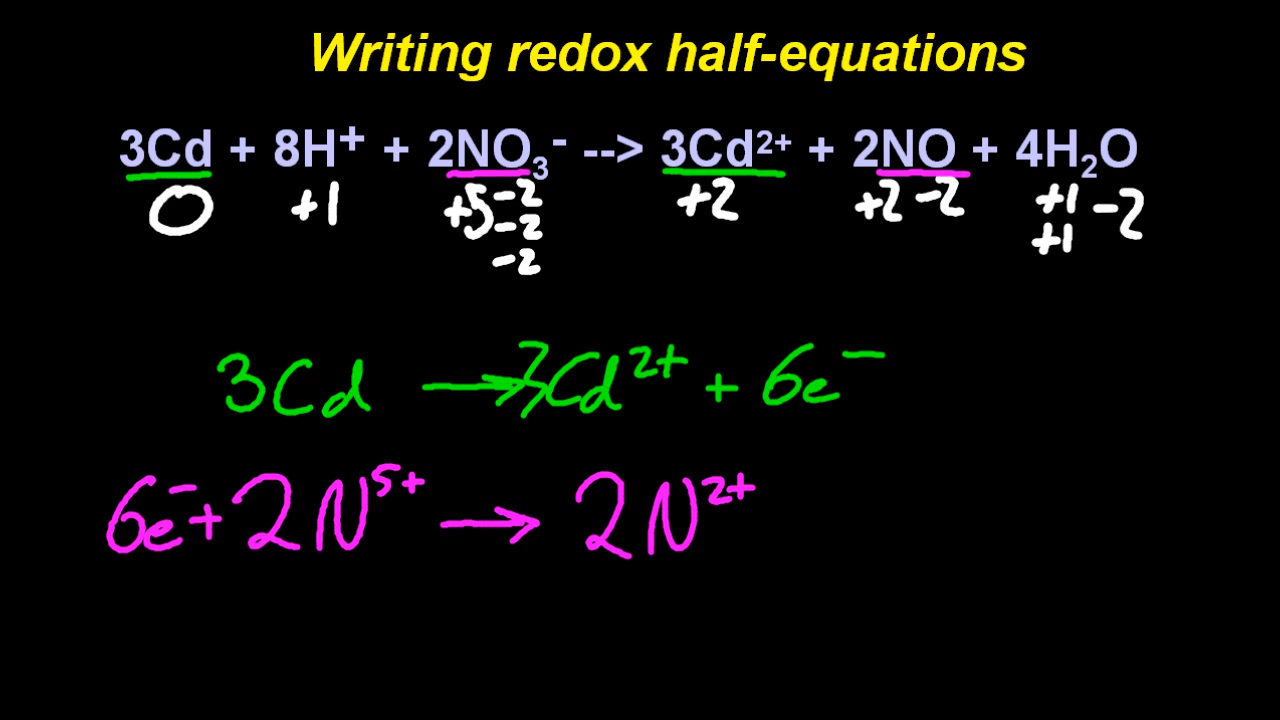 Writing redox half-equations
3Cd + 8H⁺ + 2NO₃⁻ --> 3Cd²⁺ + 2NO + 4H₂O
0 +1 +5 -2 +2 +2 -2 +1 -2
-2 +1
-2
3Cd → 3Cd²⁺ + 6e⁻
6e⁻ + 2N⁵⁺ → 2N²⁺